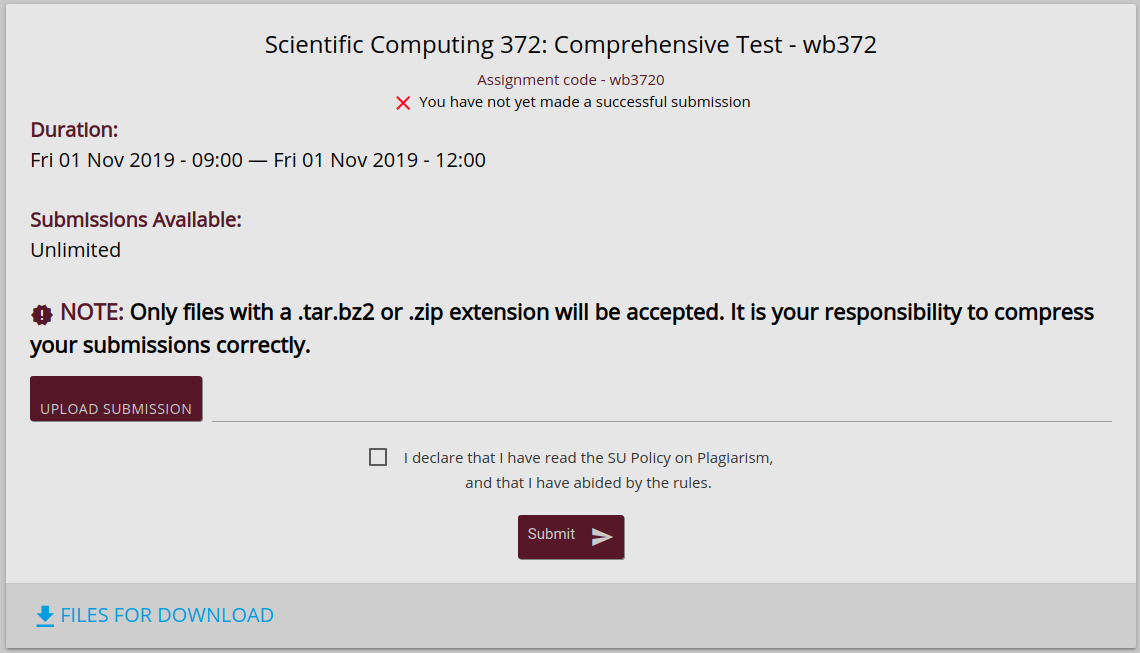 Scientific Computing 372: Comprehensive Test - wb372
Assignment code - wb3720
You have not yet made a successful submission
Duration:
Fri 01 Nov 2019 - 09:00 — Fri 01 Nov 2019 - 12:00
Submissions Available:
Unlimited
NOTE: Only files with a .tar.bz2 or .zip extension will be accepted. It is your responsibility to compress
your submissions correctly.
UPLOAD SUBMISSION
I declare that I have read the SU Policy on Plagiarism,
and that I have abided by the rules.
Submit
FILES FOR DOWNLOAD